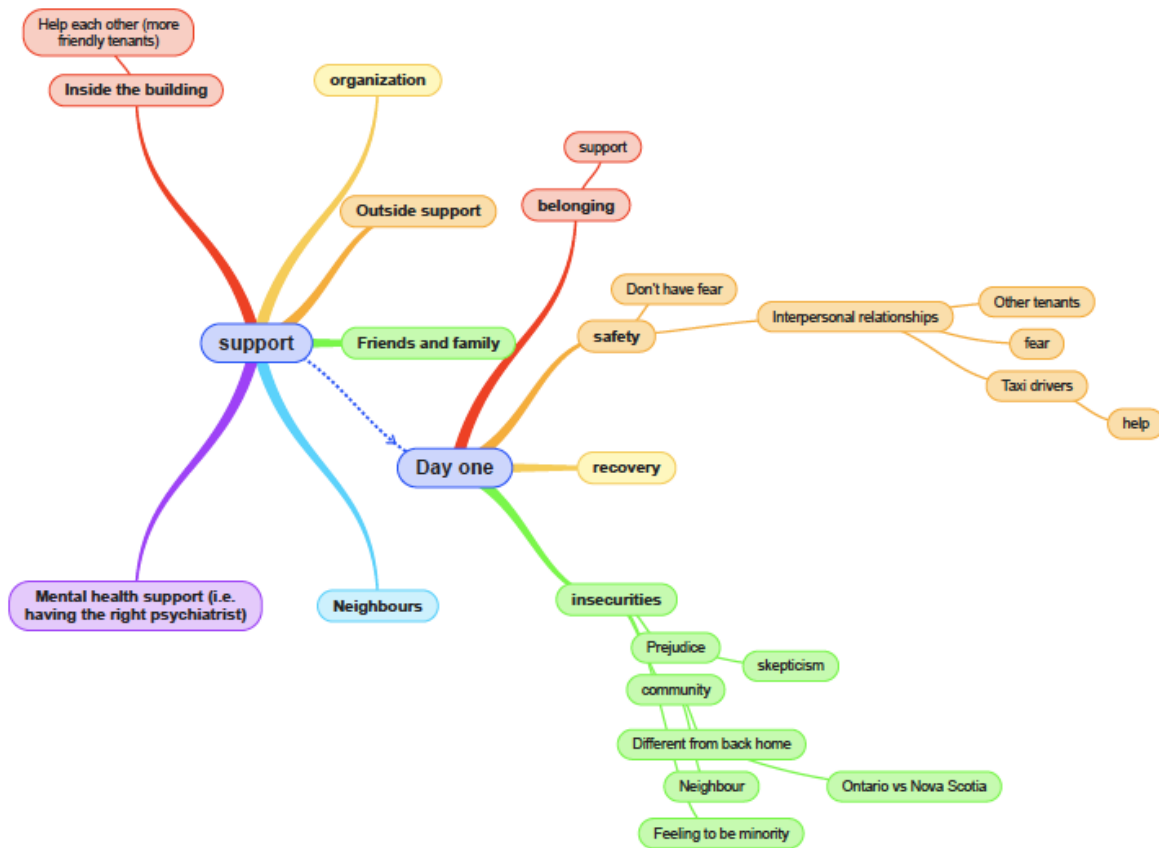 Help each other (more
friendly tenants)
Inside the building
organization
support
belonging
Outside support
Don't have fear
Other tenants
Interpersonal relationships
safety
support
Friends and family
fear
Taxi drivers
help
Day one
recovery
Mental health support (i.e.
having the right psychiatrist)
Neighbours
insecurities
Prejudice
skepticism
community
Different from back home
Neighbour
Ontario vs Nova Scotia
Feeling to be minority